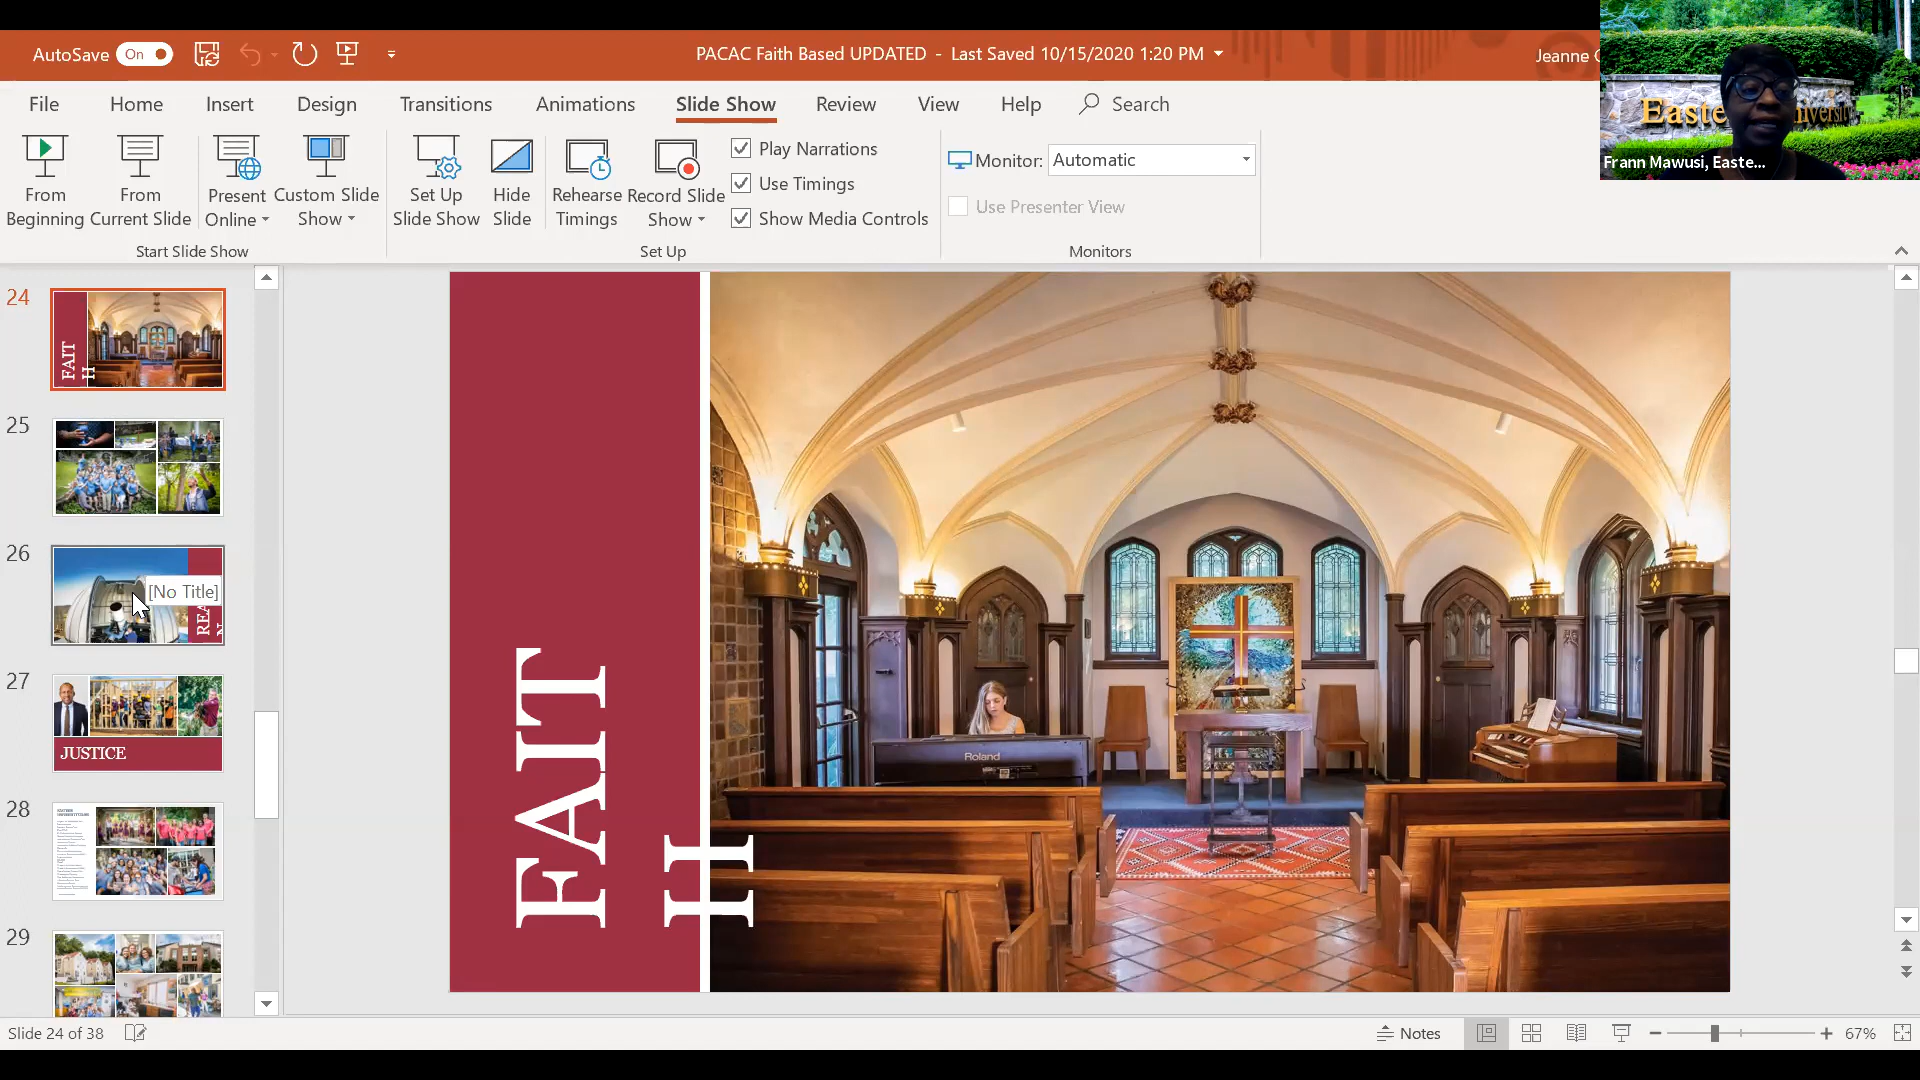 AutoSave On
PACAC Faith Based UPDATED - Last Saved 10/15/2020 1:20 PM
Jeanne
File Home Insert Design Transitions Animations Slide Show Review View Help Search
From Beginning
From Current Slide
Present Online
Custom Slide Show
Set Up Slide Show
Hide Slide
Rehearse Timings
Record Slide Show
Play Narrations
Use Timings
Show Media Controls
Monitor: Automatic
Use Presenter View
Start Slide Show
Set Up
Monitors
Frann Mawusi, Easte...
24
FAIT
H
25
26
[No Title]
REA
27
JUSTICE
28
29
FAIT
H
Roland
Slide 24 of 38
Notes
67%